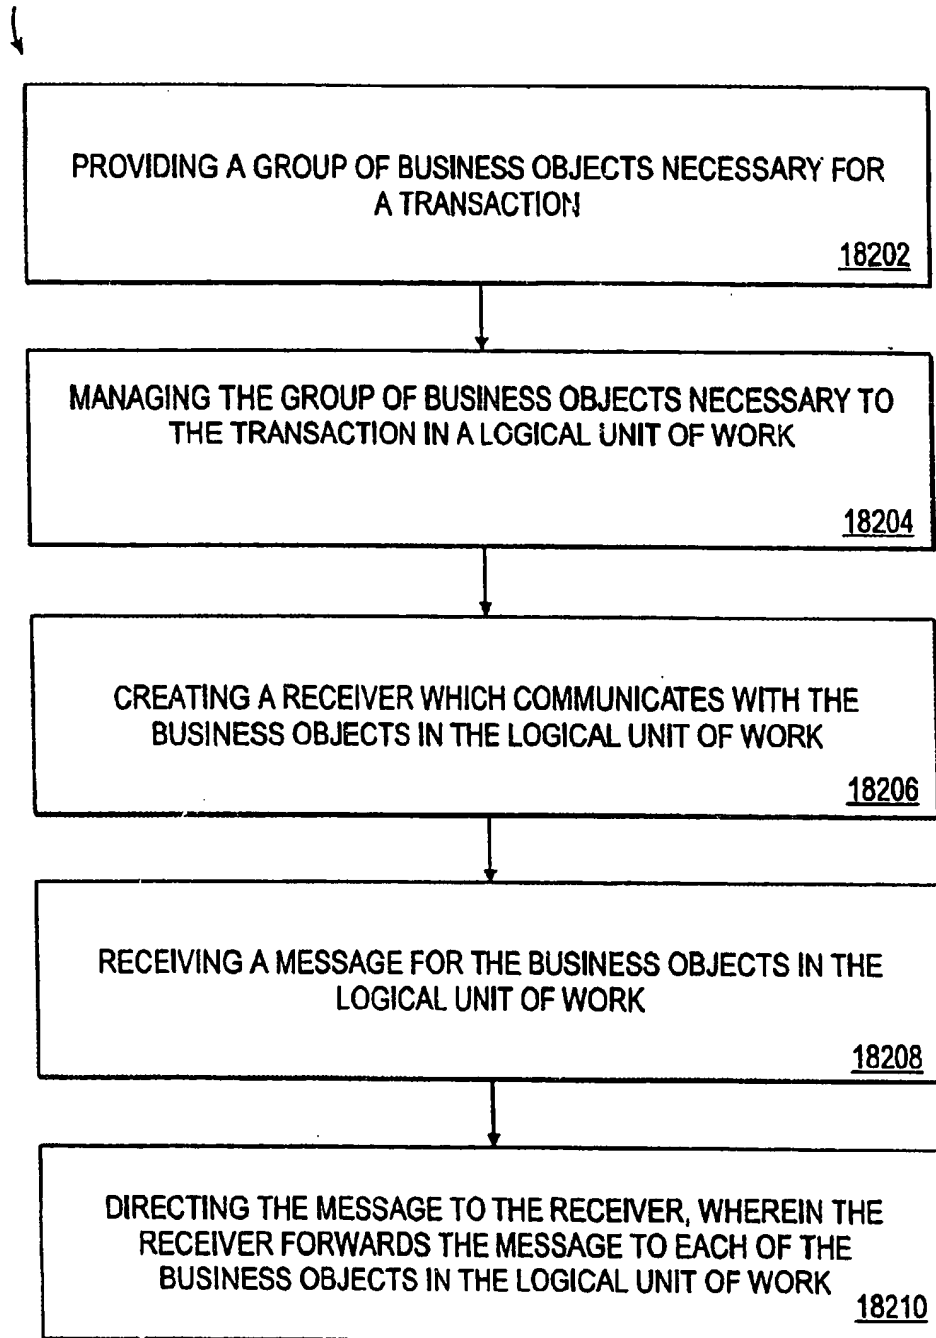 PROVIDING A GROUP OF BUSINESS OBJECTS NECESSARY FOR
A TRANSACTION
18202
MANAGING THE GROUP OF BUSINESS OBJECTS NECESSARY TO
THE TRANSACTION IN A LOGICAL UNIT OF WORK
18204
CREATING A RECEIVER WHICH COMMUNICATES WITH THE
BUSINESS OBJECTS IN THE LOGICAL UNIT OF WORK
18206
RECEIVING A MESSAGE FOR THE BUSINESS OBJECTS IN THE
LOGICAL UNIT OF WORK
18208
DIRECTING THE MESSAGE TO THE RECEIVER, WHEREIN THE
RECEIVER FORWARDS THE MESSAGE TO EACH OF THE
BUSINESS OBJECTS IN THE LOGICAL UNIT OF WORK
18210